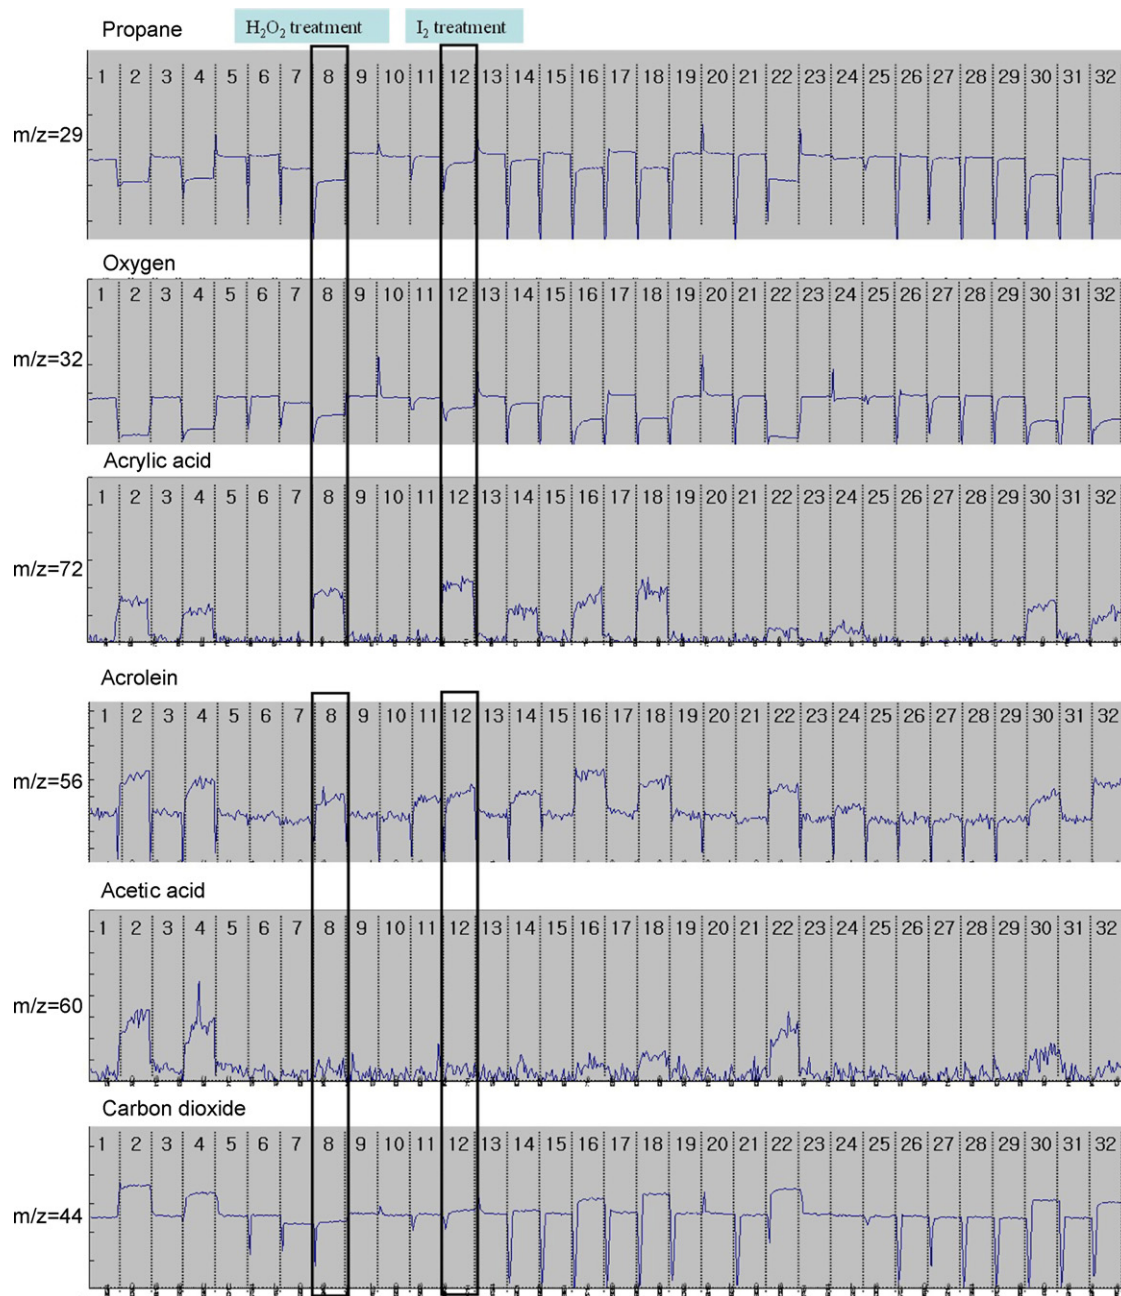 Propane
H₂O₂ treatment
I₂ treatment
1 2 3 4 5 6 7 8 9 10 11 12 13 14 15 16 17 18 19 20 21 22 23 24 25 26 27 28 29 30 31 32
m/z=29
Oxygen
1 2 3 4 5 6 7 8 9 10 11 12 13 14 15 16 17 18 19 20 21 22 23 24 25 26 27 28 29 30 31 32
m/z=32
Acrylic acid
1 2 3 4 5 6 7 8 9 10 11 12 13 14 15 16 17 18 19 20 21 22 23 24 25 26 27 28 29 30 31 32
m/z=72
Acrolein
1 2 3 4 5 6 7 8 9 10 11 12 13 14 15 16 17 18 19 20 21 22 23 24 25 26 27 28 29 30 31 32
m/z=56
Acetic acid
1 2 3 4 5 6 7 8 9 10 11 12 13 14 15 16 17 18 19 20 21 22 23 24 25 26 27 28 29 30 31 32
m/z=60
Carbon dioxide
1 2 3 4 5 6 7 8 9 10 11 12 13 14 15 16 17 18 19 20 21 22 23 24 25 26 27 28 29 30 31 32
m/z=44